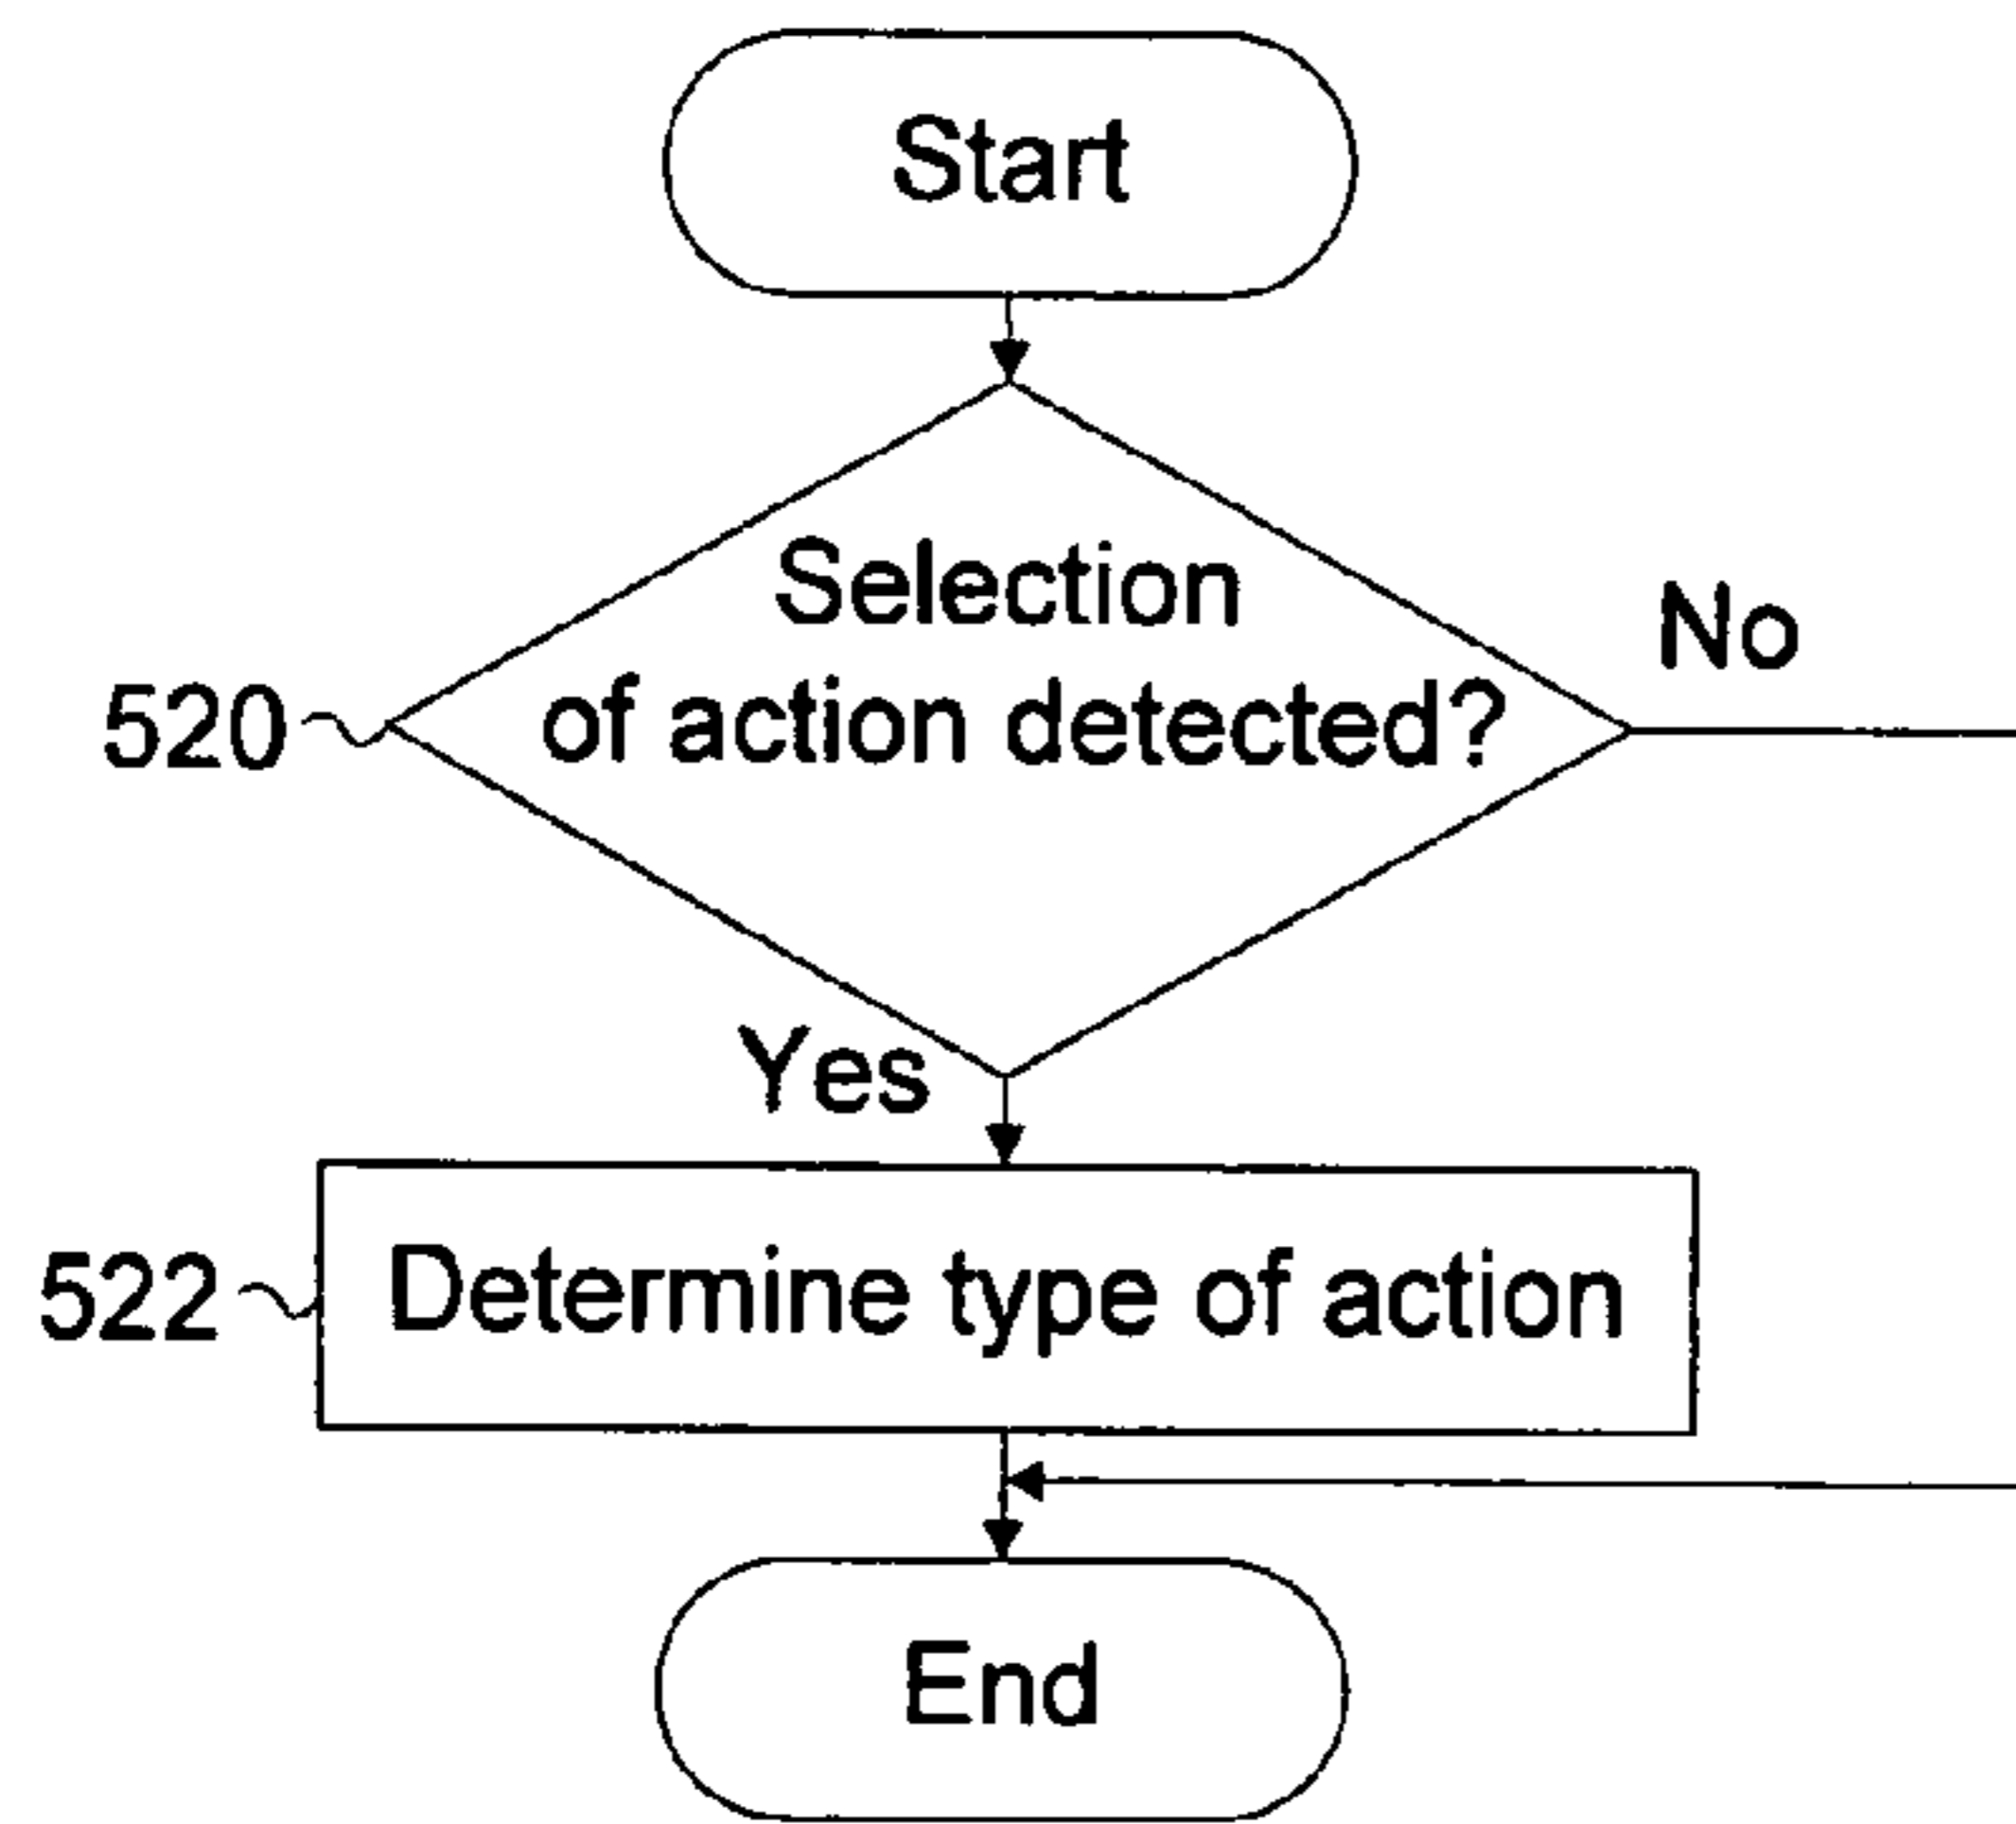 Start
Selection
of action detected?
No
520
Yes
522
Determine type of action
End